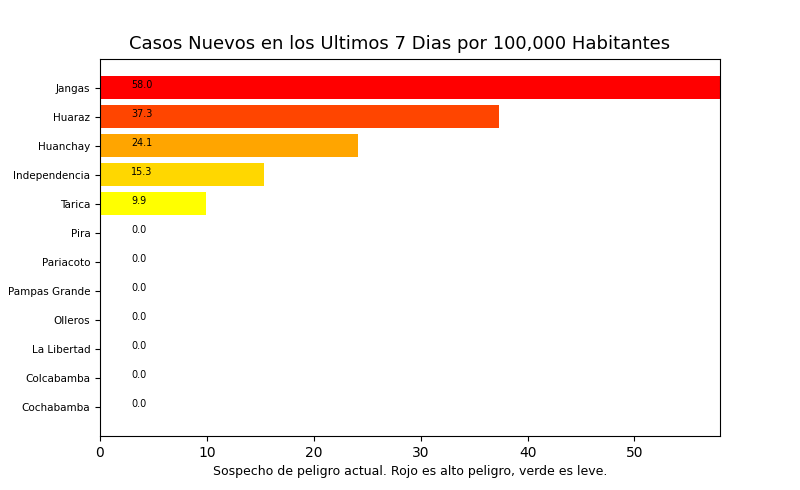 Casos Nuevos en los Ultimos 7 Dias por 100,000 Habitantes
Jangas 58.0
Huaraz 37.3
Huanchay 24.1
Independencia 15.3
Tarica 9.9
Pira 0.0
Pariacoto 0.0
Pampas Grande 0.0
Olleros 0.0
La Libertad 0.0
Colcabamba 0.0
Cochabamba 0.0
0 10 20 30 40 50
Sospecho de peligro actual. Rojo es alto peligro, verde es leve.